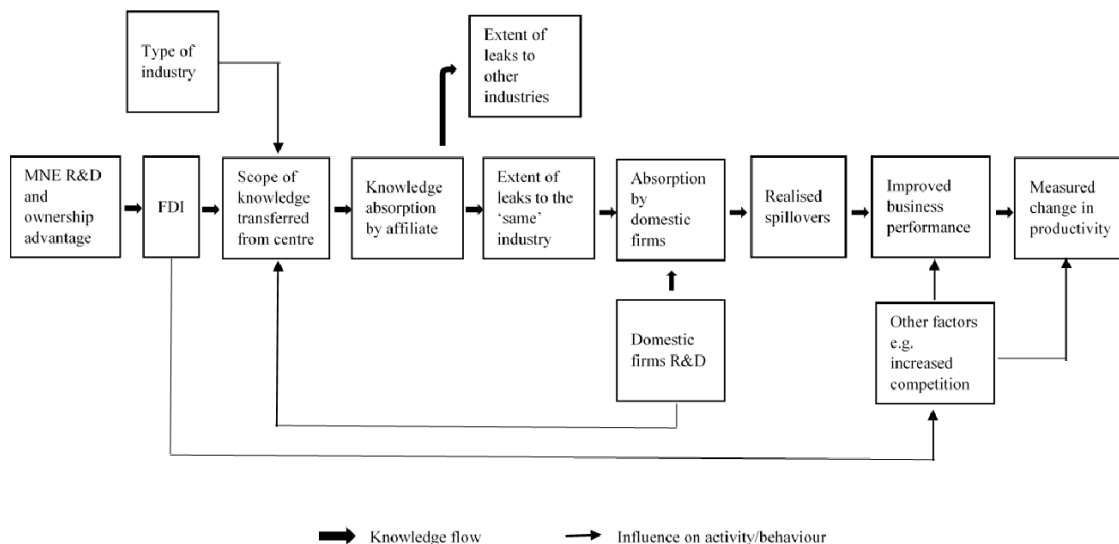 Type of
industry
Extent of
leaks to
other
industries
MNE R&D
and
ownership
advantage
FDI
Scope of
knowledge
transferred
from centre
Knowledge
absorption
by affiliate
Extent of
leaks to the
‘same’
industry
Absorption
by
domestic
firms
Realised
spillovers
Improved
business
performance
Measured
change in
productivity
Domestic
firms R&D
Other factors
e.g.
increased
competition
Knowledge flow
Influence on activity/behaviour